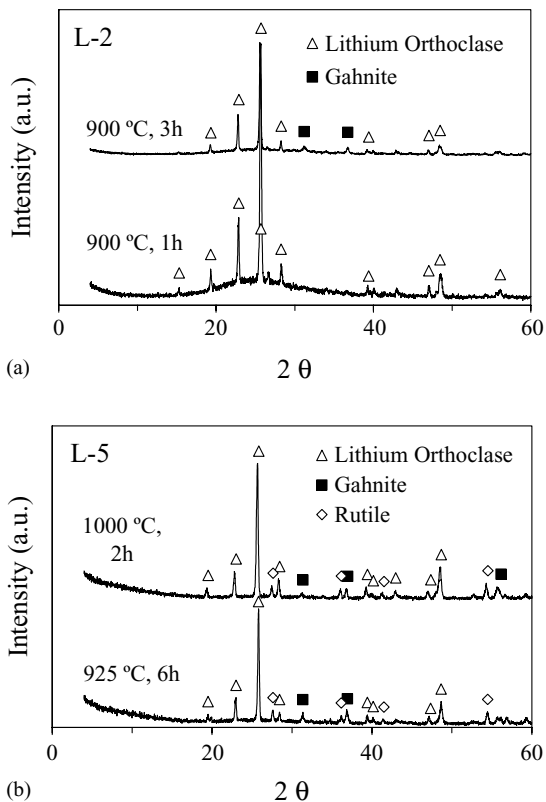 L-2
△ Lithium Orthoclase
■ Gahnite
900 ºC, 3h
900 ºC, 1h
Intensity (a.u.)
0 20 40 60
2 θ
(a)
L-5
△ Lithium Orthoclase
■ Gahnite
◇ Rutile
1000 ºC,
2h
925 ºC, 6h
Intensity (a.u.)
0 20 40 60
2 θ
(b)